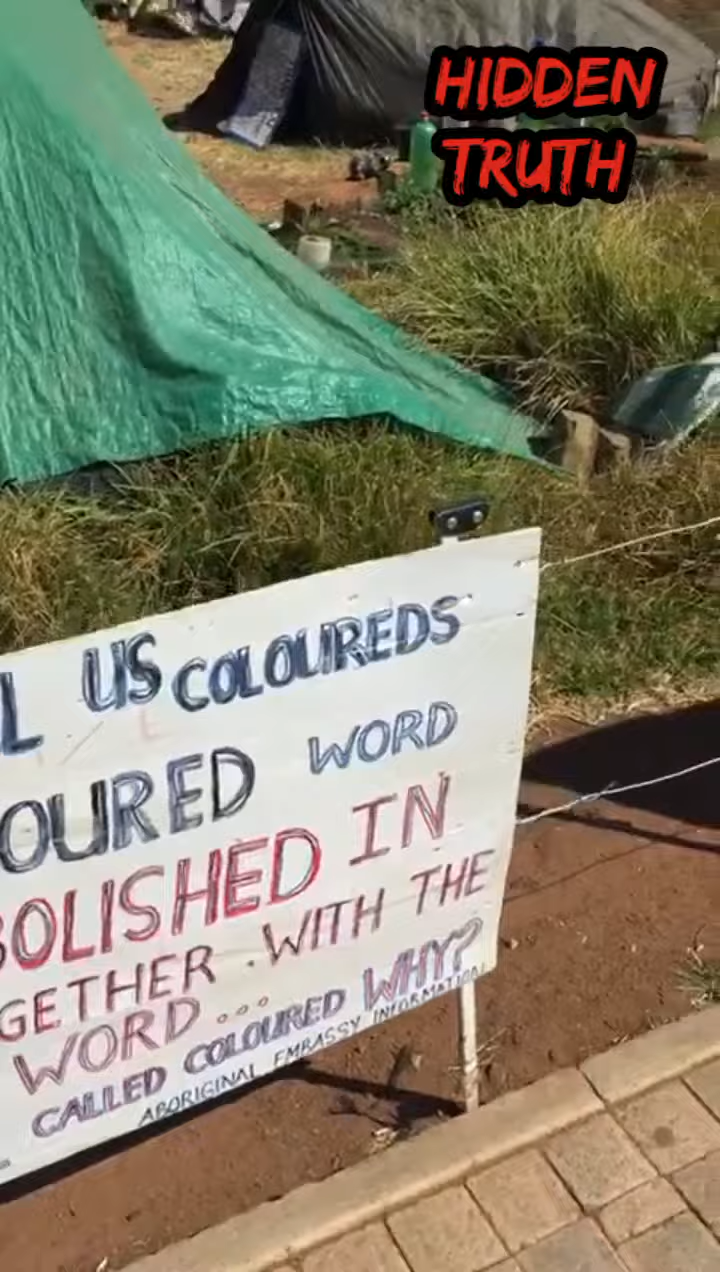 HIDDEN
TRUTH
L US COLOUREDS
OURED WORD
BOLISHED IN
GETHER . WITH THE
WORD...
CALLED COLOURED WHY?
ABORIGINAL EMBASSY INFORMATION